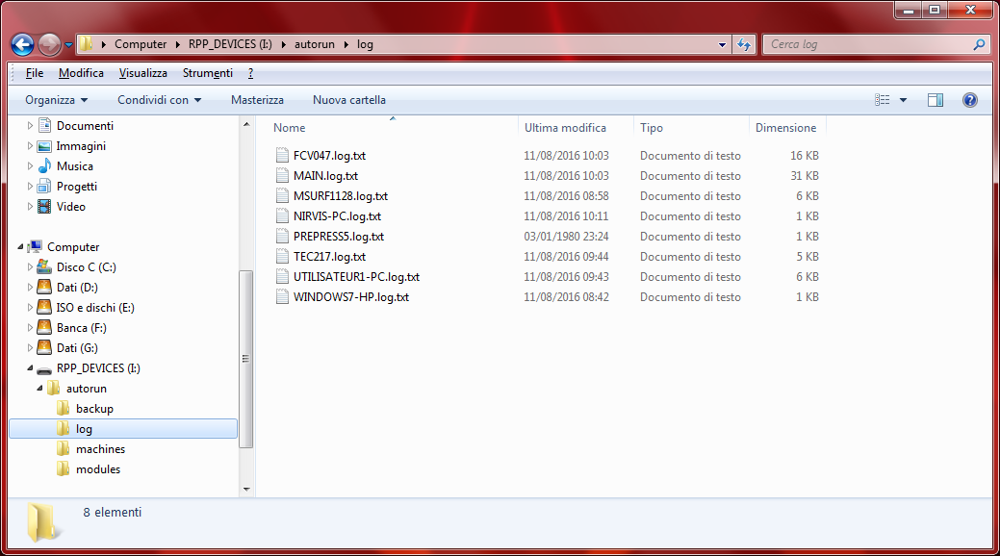 Computer RPP_DEVICES (I:) autorun log
Cerca log
File Modifica Visualizza Strumenti ?
Organizza Condividi con Masterizza Nuova cartella
Documenti
Immagini
Musica
Progetti
Video
Computer
Disco C (C:)
Dati (D:)
ISO e dischi (E:)
Banca (F:)
Dati (G:)
RPP_DEVICES (I:)
autorun
backup
log
machines
modules
Nome Ultima modifica Tipo Dimensione
FCV047.log.txt 11/08/2016 10:03 Documento di testo 16 KB
MAIN.log.txt 11/08/2016 10:03 Documento di testo 31 KB
MSURF1128.log.txt 11/08/2016 08:58 Documento di testo 6 KB
NIRVIS-PC.log.txt 11/08/2016 10:11 Documento di testo 1 KB
PREPRESS5.log.txt 03/01/1980 23:24 Documento di testo 1 KB
TEC217.log.txt 11/08/2016 09:44 Documento di testo 5 KB
UTILISATEUR1-PC.log.txt 11/08/2016 09:43 Documento di testo 6 KB
WINDOWS7-HP.log.txt 11/08/2016 08:42 Documento di testo 1 KB
8 elementi